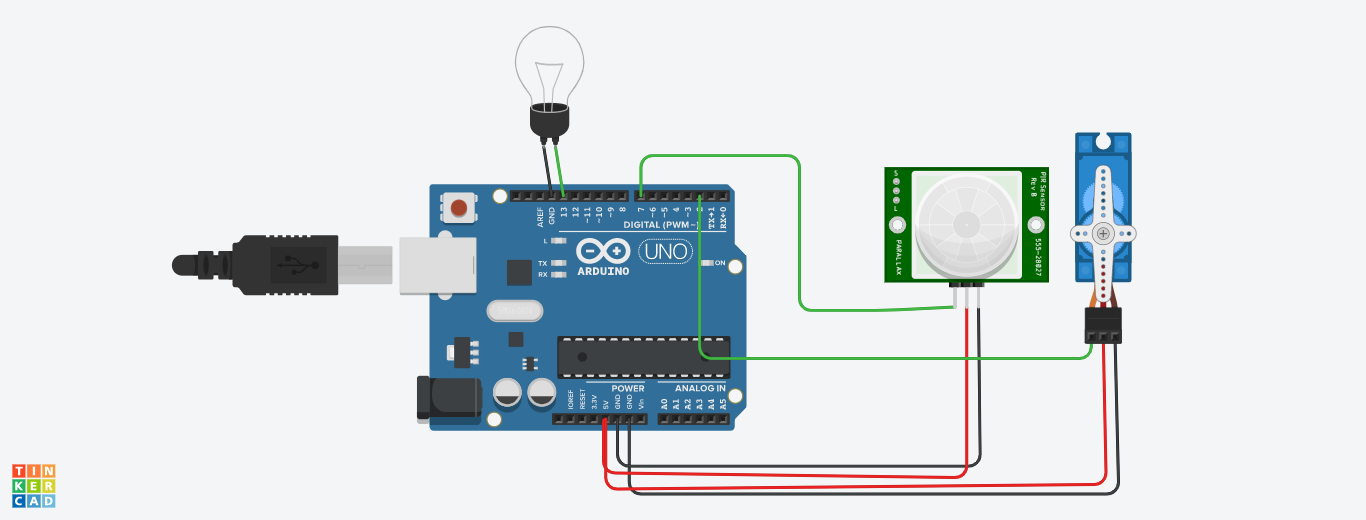 AREF
GND
13
12
~11
~10
~9
8
7
~6
~5
4
~3
TX→1
RX←0
DIGITAL (PWM~)
L
TX
RX
ARDUINO
UNO
ON
POWER
ANALOG IN
IOREF
RESET
3.3V
5V
GND
GND
Vin
A0
A1
A2
A3
A4
A5
S
L
PIR SENSOR
Rev B
PARALLAX
555-28027
TIN
KER
CAD